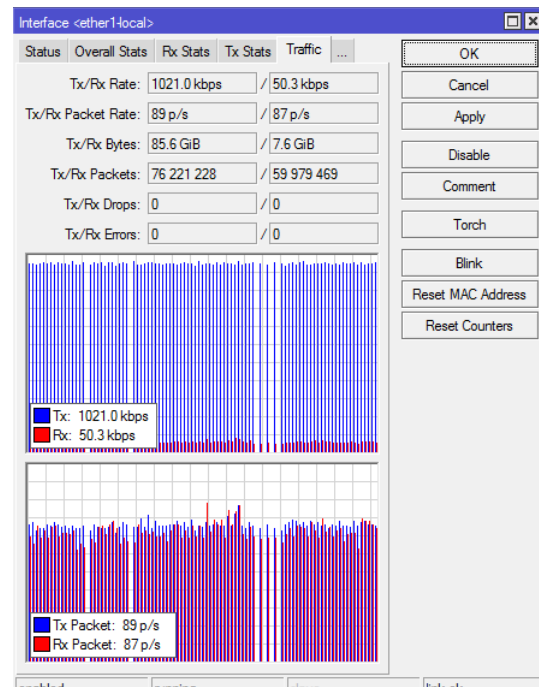 Interface <ether1-local>
Status Overall Stats Rx Stats Tx Stats Traffic ...
Tx/Rx Rate: 1021.0 kbps / 50.3 kbps
Tx/Rx Packet Rate: 89 p/s / 87 p/s
Tx/Rx Bytes: 85.6 GiB / 7.6 GiB
Tx/Rx Packets: 76 221 228 / 59 979 469
Tx/Rx Drops: 0 / 0
Tx/Rx Errors: 0 / 0
Tx: 1021.0 kbps
Rx: 50.3 kbps
Tx Packet: 89 p/s
Rx Packet: 87 p/s
OK
Cancel
Apply
Disable
Comment
Torch
Blink
Reset MAC Address
Reset Counters